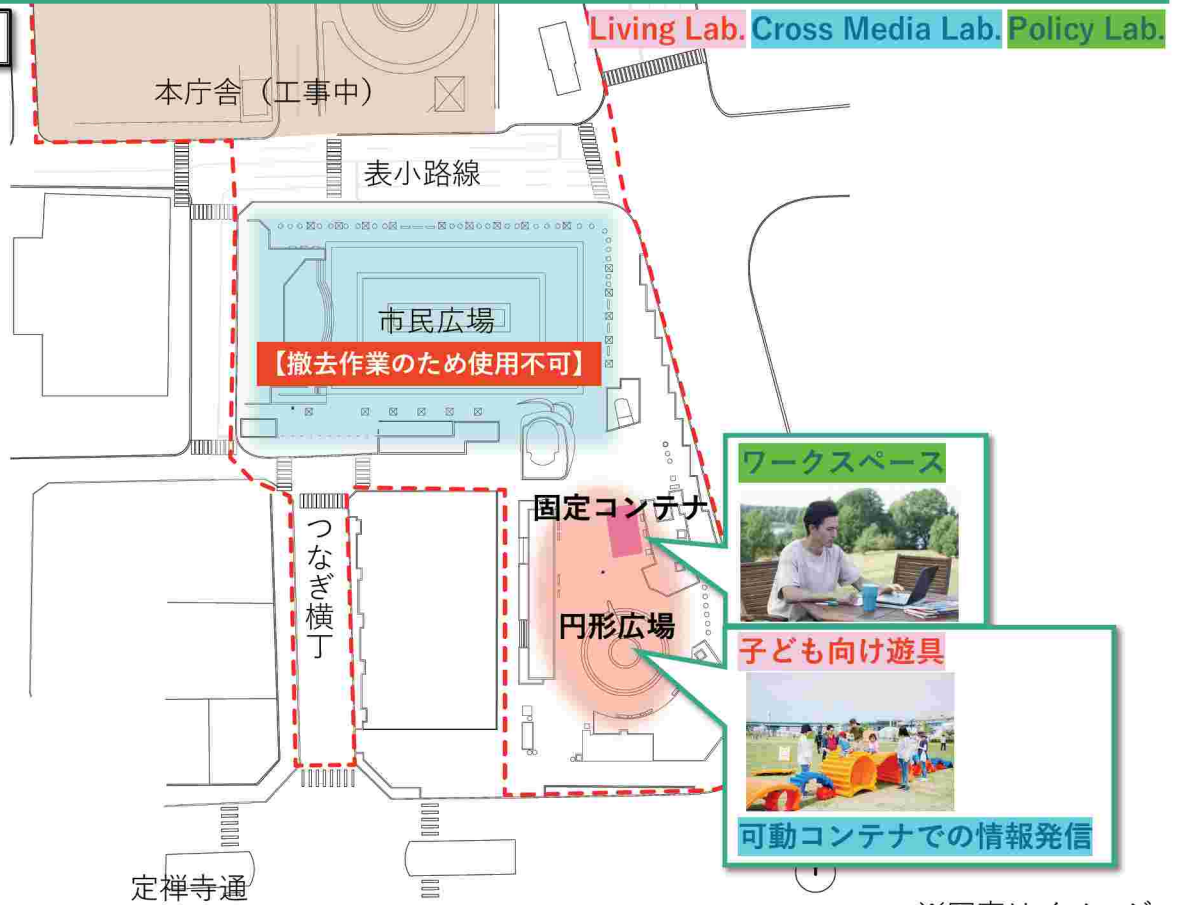 Living Lab. Cross Media Lab. Policy Lab.
本庁舎（工事中）
表小路線
市民広場
【撤去作業のため使用不可】
ワークスペース
固定コンテナ
つなぎ横丁
円形広場
子ども向け遊具
可動コンテナでの情報発信
定禅寺通